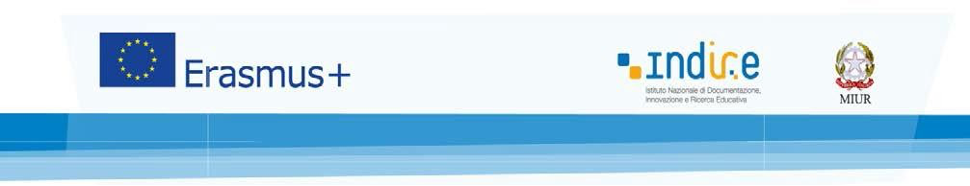 Erasmus+
indire
Istituto Nazionale di Documentazione,
Innovazione e Ricerca Educativa
MIUR